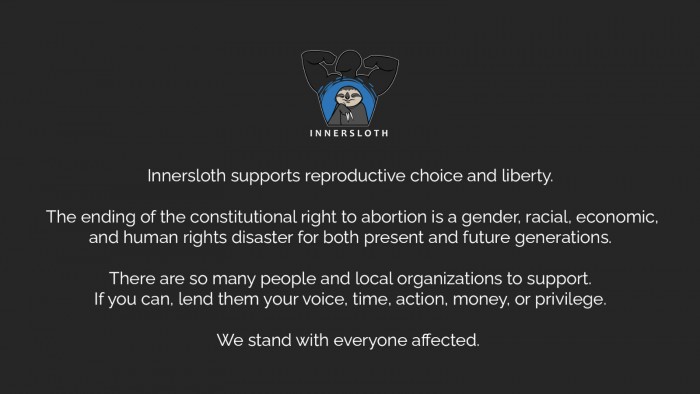 INNERSLOTH
Innersloth supports reproductive choice and liberty.
The ending of the constitutional right to abortion is a gender, racial, economic,
and human rights disaster for both present and future generations.
There are so many people and local organizations to support.
If you can, lend them your voice, time, action, money, or privilege.
We stand with everyone affected.